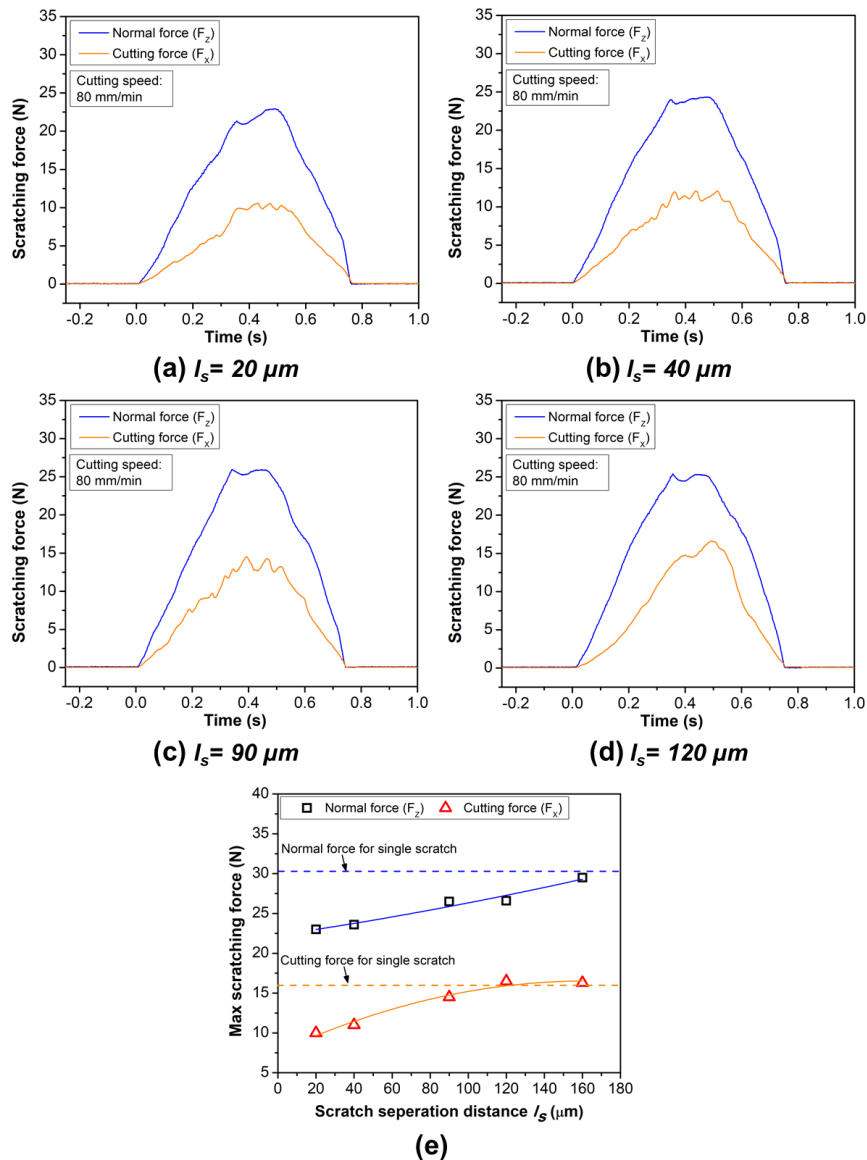 Normal force (Fz)
Cutting force (Fx)
Cutting speed:
80 mm/min
Scratching force (N)
35
30
25
20
15
10
5
0
-0.2 0.0 0.2 0.4 0.6 0.8 1.0
Time (s)
(a) ls= 20 µm
Normal force (Fz)
Cutting force (Fx)
Cutting speed:
80 mm/min
Scratching force (N)
35
30
25
20
15
10
5
0
-0.2 0.0 0.2 0.4 0.6 0.8 1.0
Time (s)
(b) ls= 40 µm
Normal force (Fz)
Cutting force (Fx)
Cutting speed:
80 mm/min
Scratching force (N)
35
30
25
20
15
10
5
0
-0.2 0.0 0.2 0.4 0.6 0.8 1.0
Time (s)
(c) ls= 90 µm
Normal force (Fz)
Cutting force (Fx)
Cutting speed:
80 mm/min
Scratching force (N)
35
30
25
20
15
10
5
0
-0.2 0.0 0.2 0.4 0.6 0.8 1.0
Time (s)
(d) ls= 120 µm
Normal force (Fz) Cutting force (Fx)
Normal force for single scratch
Cutting force for single scratch
Max scratching force (N)
40
35
30
25
20
15
10
5
0 20 40 60 80 100 120 140 160 180
Scratch seperation distance ls (µm)
(e)